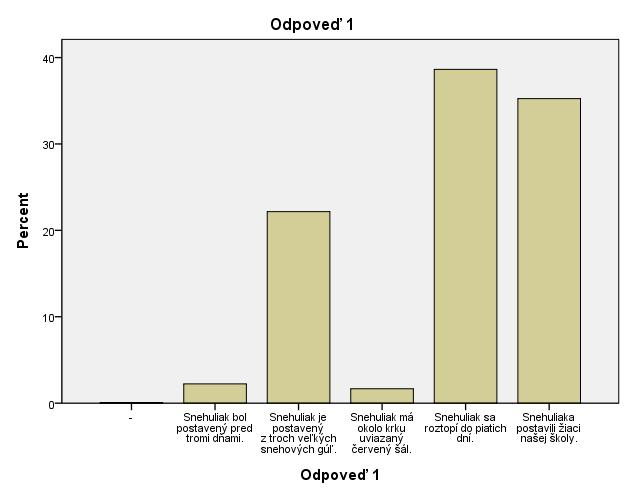 Odpoveď 1
Percent
40
30
20
10
0
-
Snehuliak bol
postavený pred
tromi dňami.
Snehuliak je
postavený
z troch veľkých
snehových gúľ.
Snehuliak má
okolo krku
uviazaný
červený šál.
Snehuliak sa
roztopí do piatich
dní.
Snehuliaka
postavili žiaci
našej školy.
Odpoveď 1